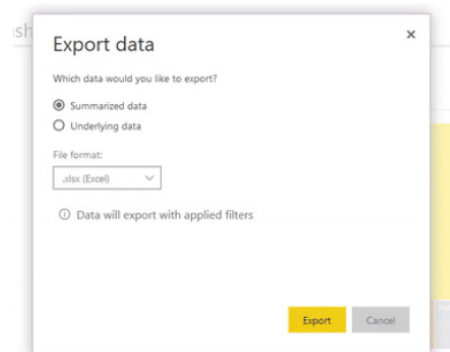 sh
Export data
Which data would you like to export?
Summarized data
Underlying data
File format:
.xlsx (Excel)
Data will export with applied filters
Export Cancel